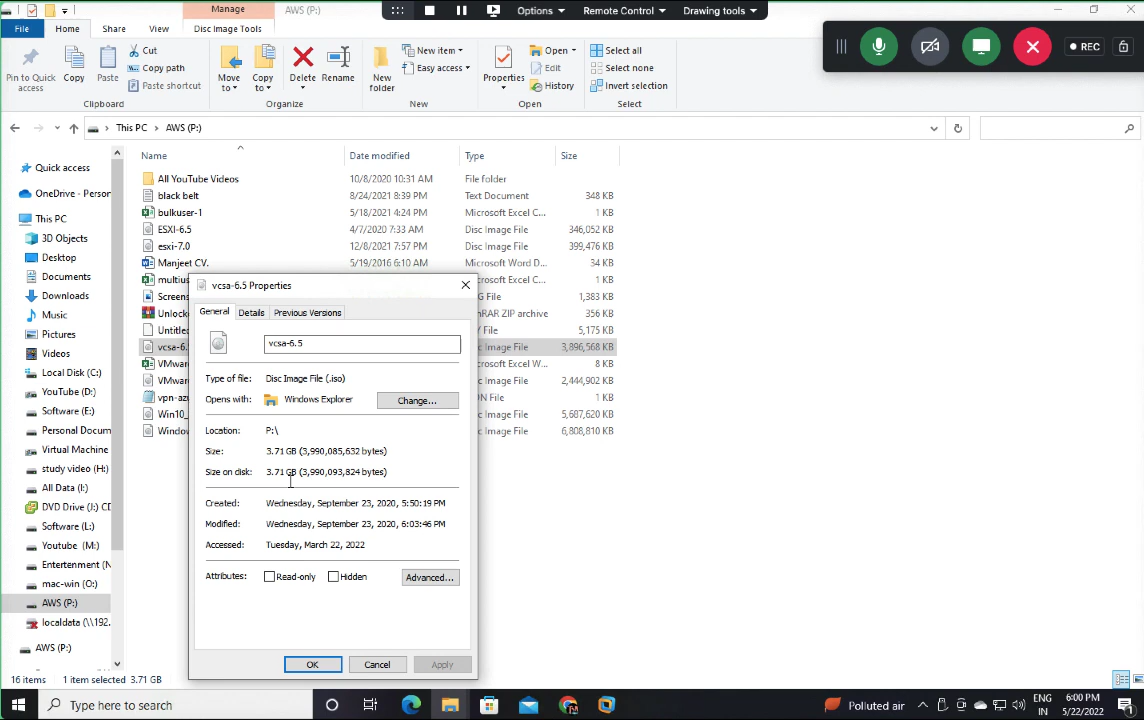 Manage
AWS (P:)
Options
Remote Control
Drawing tools
File
Home
Share
View
Disc Image Tools
REC
Pin to Quick access
Copy
Paste
Cut
Copy path
Paste shortcut
Clipboard
Move to
Copy to
Delete
Rename
Organize
New folder
New item
Easy access
New
Properties
Open
Edit
History
Open
Select all
Select none
Invert selection
Select
This PC > AWS (P:)
Name Date modified Type Size
All YouTube Videos 10/8/2020 10:31 AM File folder
black belt 8/24/2021 8:39 PM Text Document 348 KB
bulkuser-1 5/18/2021 4:24 PM Microsoft Excel C... 1 KB
ESXI-6.5 4/7/2020 7:33 AM Disc Image File 346,052 KB
esxi-7.0 12/8/2021 7:57 PM Disc Image File 399,476 KB
Manjeet CV. 5/19/2016 6:10 AM Microsoft Word D... 34 KB
multius Microsoft Excel C... 1 KB
Screens G File 1,383 KB
Unlock nRAR ZIP archive 356 KB
Untitle Y File 5,175 KB
vcsa-6. c Image File 3,896,568 KB
VMwar crosoft Excel W... 8 KB
VMwar c Image File 2,444,902 KB
vpn-az ON File 1 KB
Win10_ c Image File 5,687,620 KB
Window c Image File 6,808,810 KB
Quick access
OneDrive - Person
This PC
3D Objects
Desktop
Documents
Downloads
Music
Pictures
Videos
Local Disk (C:)
YouTube (D:)
Software (E:)
Personal Docum
Virtual Machine
study video (H:)
All Data (I:)
DVD Drive (J:) CD
Software (L:)
Youtube (M:)
Entertenment (N
mac-win (O:)
AWS (P:)
localdata (\\192.
AWS (P:)
vcsa-6.5 Properties
General
Details
Previous Versions
vcsa-6.5
Type of file: Disc Image File (.iso)
Opens with: Windows Explorer Change...
Location: P:\
Size: 3.71 GB (3,990,085,632 bytes)
Size on disk: 3.71 GB (3,990,093,824 bytes)
Created: Wednesday, September 23, 2020, 5:50:19 PM
Modified: Wednesday, September 23, 2020, 6:03:46 PM
Accessed: Tuesday, March 22, 2022
Attributes: Read-only Hidden Advanced...
OK Cancel Apply
16 items 1 item selected 3.71 GB
Type here to search
Polluted air
ENG
IN
6:00 PM
5/22/2022
1